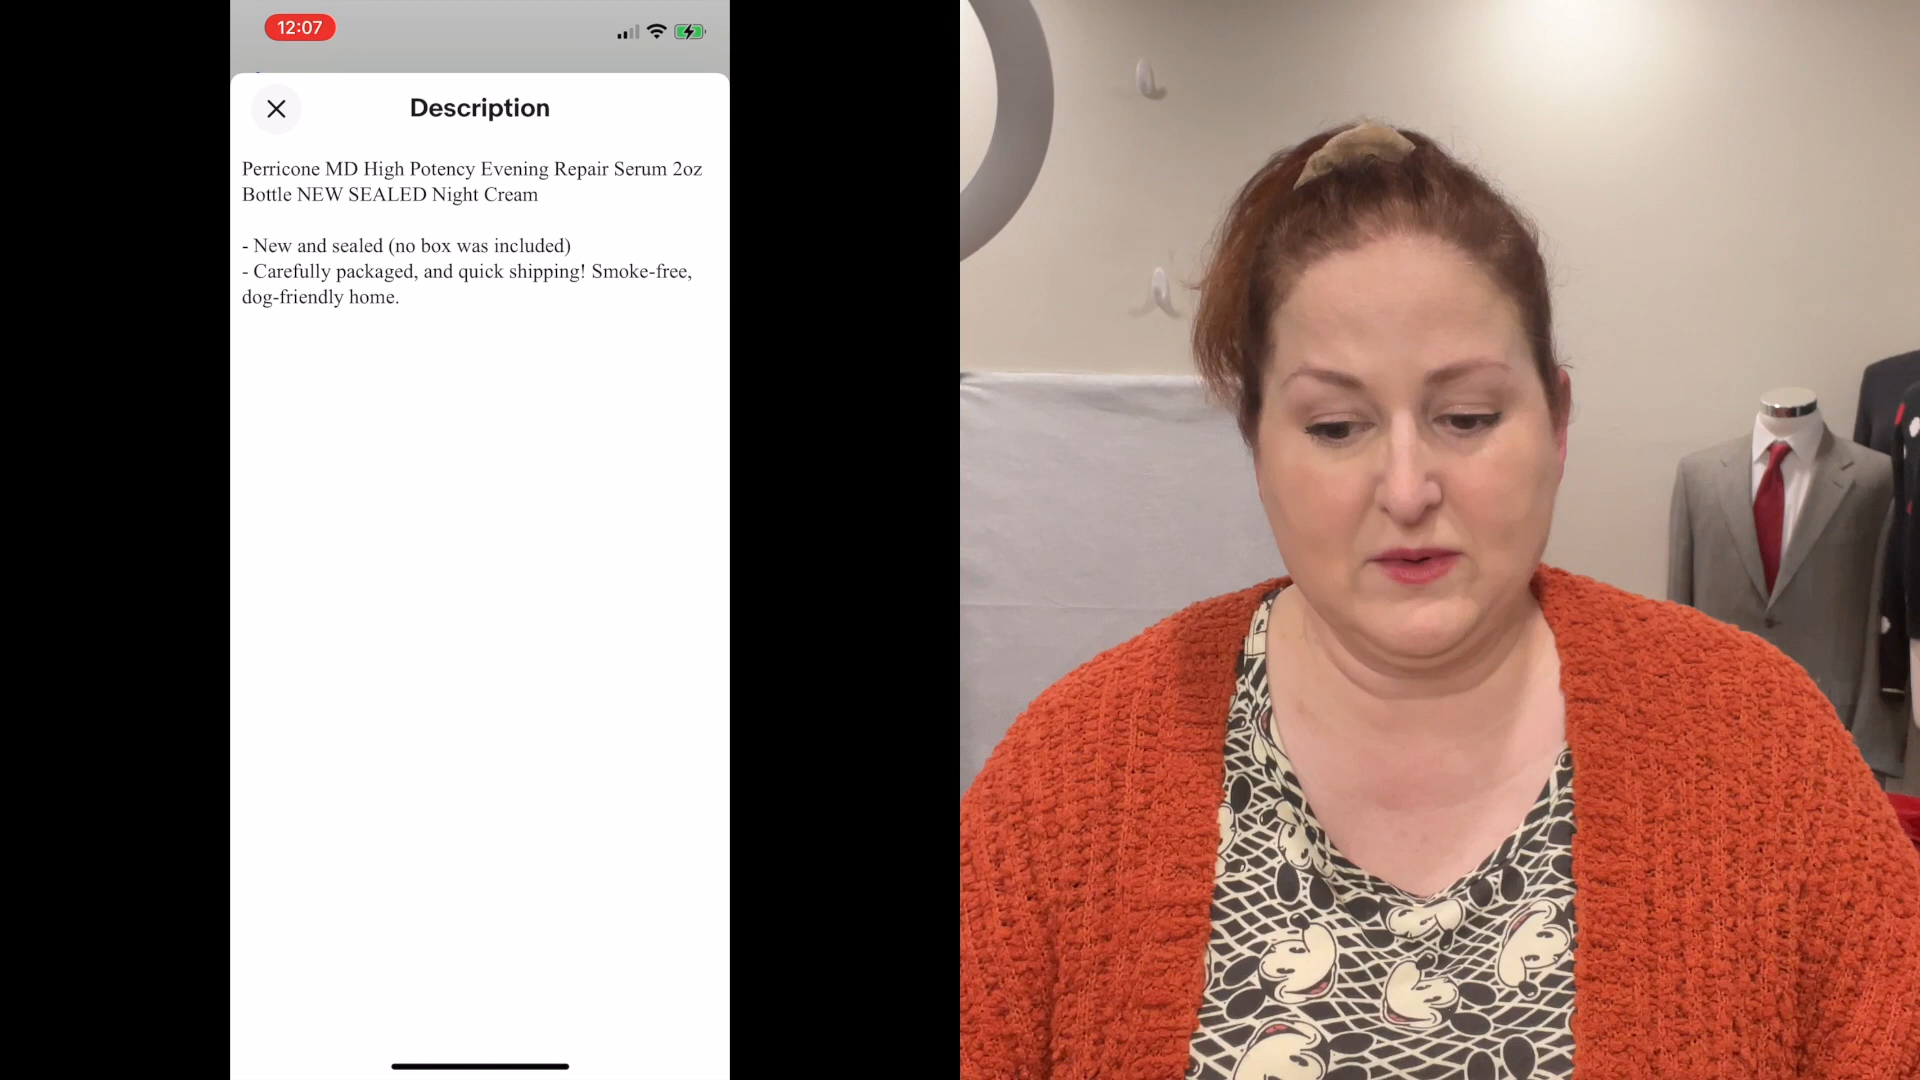 12:07
Description
Perricone MD High Potency Evening Repair Serum 2oz
Bottle NEW SEALED Night Cream
- New and sealed (no box was included)
- Carefully packaged, and quick shipping! Smoke-free,
dog-friendly home.